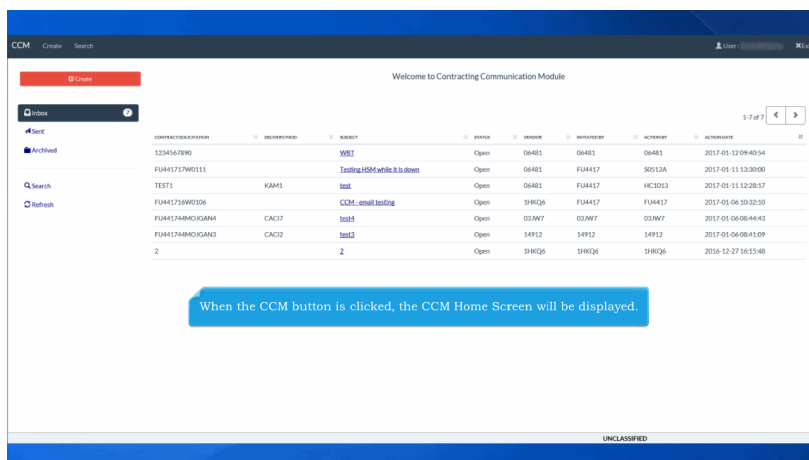 CCM Create Search User : ✖Ex
Create
Welcome to Contracting Communication Module
Inbox 7
1-7 of 7
Sent
CONTRACT/SOLICITATION DELIVERY/MOD SUBJECT STATUS VENDOR INITIATED BY ACTION BY ACTION DATE
Archived
1234567890 WBT Open 06481 06481 06481 2017-01-12 09:40:54
FU441717W0111 Testing HSM while it is down Open 06481 FU4417 S0512A 2017-01-11 13:30:00
Search
TEST1 KAM1 test Open 06481 FU4417 HC1013 2017-01-11 12:28:17
Refresh
FU441716W0106 CCM - email testing Open 1HKQ6 FU4417 FU4417 2017-01-06 10:32:10
FU441744MOJGAN4 CACI7 test4 Open 03JW7 03JW7 03JW7 2017-01-06 08:44:43
FU441744MOJGAN3 CACI2 test3 Open 14912 14912 14912 2017-01-06 08:41:09
2 2 Open 1HKQ6 1HKQ6 1HKQ6 2016-12-27 16:15:48
When the CCM button is clicked, the CCM Home Screen will be displayed.
UNCLASSIFIED